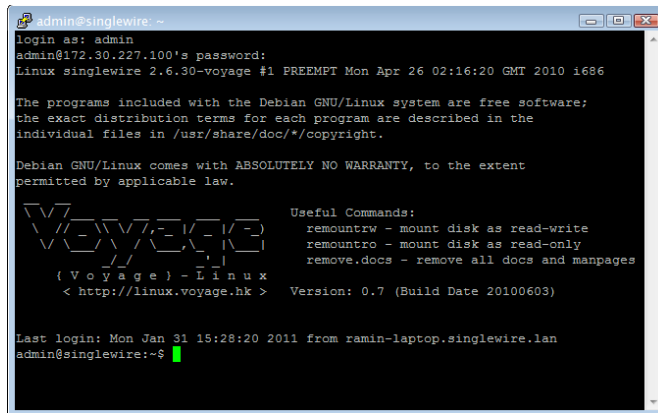 admin@singlewire: ~
login as: admin
admin@172.30.227.100's password:
Linux singlewire 2.6.30-voyage #1 PREEMPT Mon Apr 26 02:16:20 GMT 2010 i686
The programs included with the Debian GNU/Linux system are free software;
the exact distribution terms for each program are described in the
individual files in /usr/share/doc/*/copyright.
Debian GNU/Linux comes with ABSOLUTELY NO WARRANTY, to the extent
permitted by applicable law.
Voyage
{ V o y a g e } - L i n u x
< http://linux.voyage.hk >
Useful Commands:
remountrw - mount disk as read-write
remountro - mount disk as read-only
remove.docs - remove all docs and manpages
Version: 0.7 (Build Date 20100603)
Last login: Mon Jan 31 15:28:20 2011 from ramin-laptop.singlewire.lan
admin@singlewire:~$